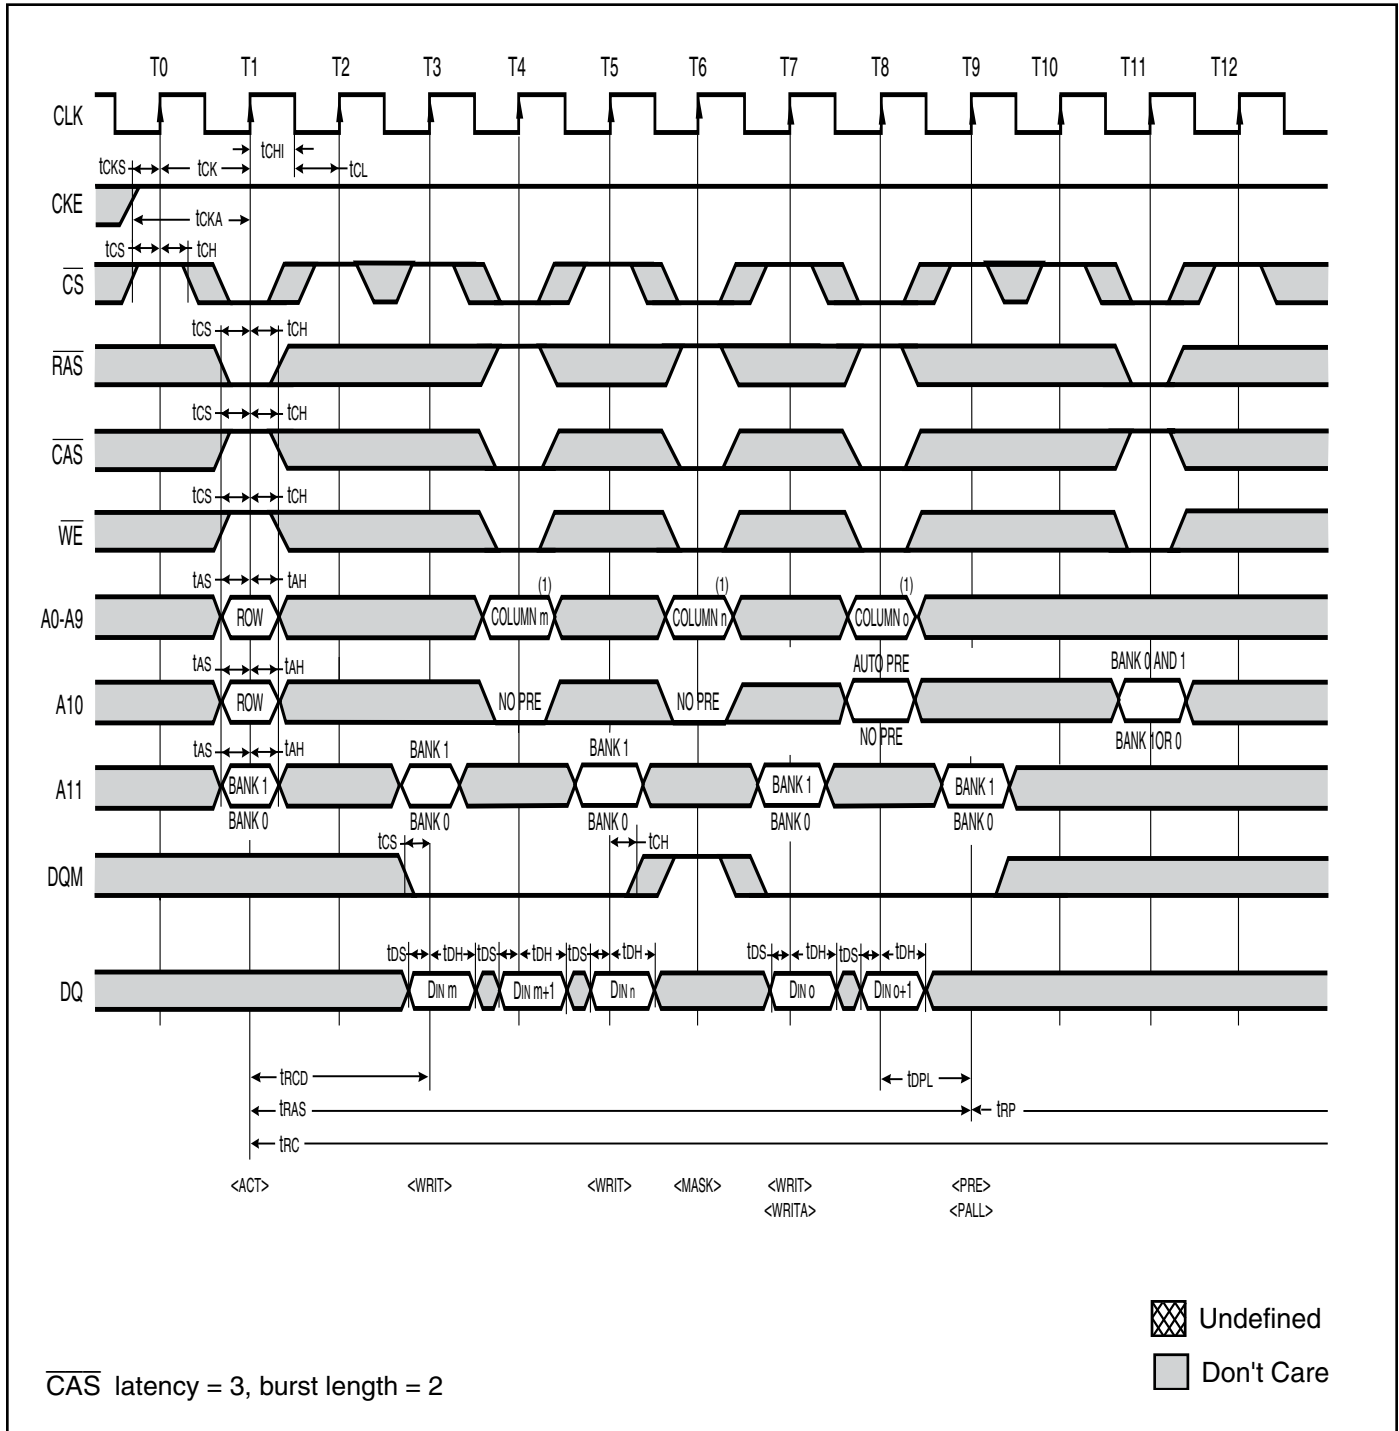 T0 T1 T2 T3 T4 T5 T6 T7 T8 T9 T10 T11 T12
CLK
tCHI
tCKS tCK tCL
CKE
tCKA
tCS tCH
CS
tCS tCH
RAS
tCS tCH
CAS
tCS tCH
WE
tAS tAH (1) (1) (1)
A0-A9 ROW COLUMN m COLUMN n COLUMN o
tAS tAH AUTO PRE BANK 0 AND 1
A10 ROW NO PRE NO PRE
NO PRE BANK 1 OR 0
tAS tAH BANK 1 BANK 1
A11 BANK 1 BANK 1 BANK 1
BANK 0 BANK 0 BANK 0 BANK 0 BANK 0
tCS tCH
DQM
tDS tDH tDS tDH tDS tDH tDS tDH tDS tDH
DQ DIN m DIN m+1 DIN n DIN o DIN o+1
tRCD tDPL
tRAS tRP
tRC
<ACT> <WRIT> <WRIT> <MASK> <WRIT> <PRE>
<WRITA> <PALL>
Undefined
Don't Care
CAS latency = 3, burst length = 2